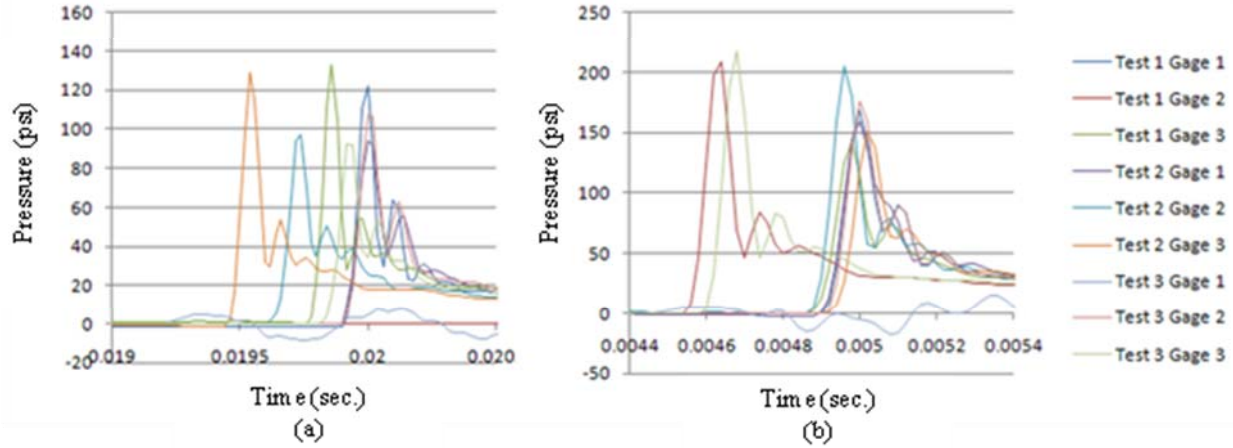 160
140
120
100
80
60
40
20
0
-20
Pressure (psi)
0.019
0.0195
0.02
0.020
Time (sec.)
(a)
250
200
150
100
50
0
-50
Pressure (psi)
0.0044
0.0046
0.0048
0.005
0.0052
0.0054
Time (sec.)
(b)
Test 1 Gage 1
Test 1 Gage 2
Test 1 Gage 3
Test 2 Gage 1
Test 2 Gage 2
Test 2 Gage 3
Test 3 Gage 1
Test 3 Gage 2
Test 3 Gage 3